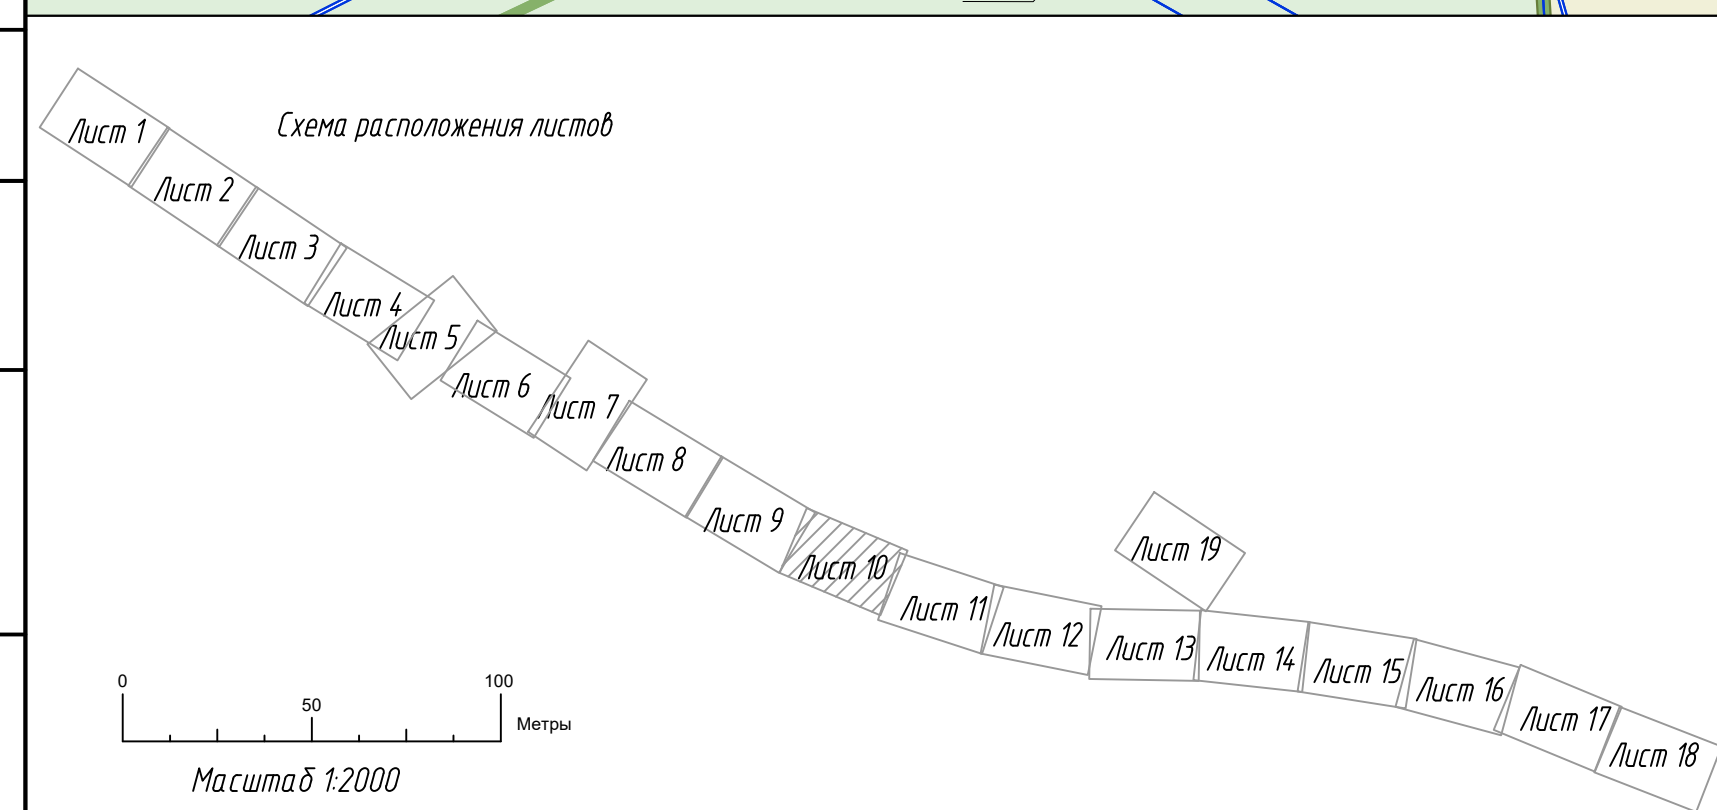 Схема расположения листов
Лист 1
Лист 2
Лист 3
Лист 4
Лист 5
Лист 6
Лист 7
Лист 8
Лист 9
Лист 10
Лист 11
Лист 12
Лист 13
Лист 14
Лист 15
Лист 16
Лист 17
Лист 18
Лист 19
0 50 100
Метры
Масштаб 1:2000